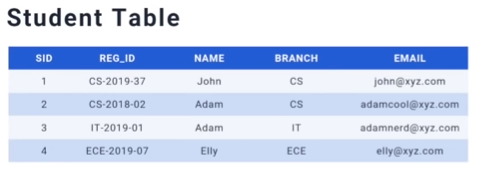 Student Table
SID REG_ID NAME BRANCH EMAIL
1 CS-2019-37 John CS john@xyz.com
2 CS-2018-02 Adam CS adamcool@xyz.com
3 IT-2019-01 Adam IT adamnerd@xyz.com
4 ECE-2019-07 Elly ECE elly@xyz.com